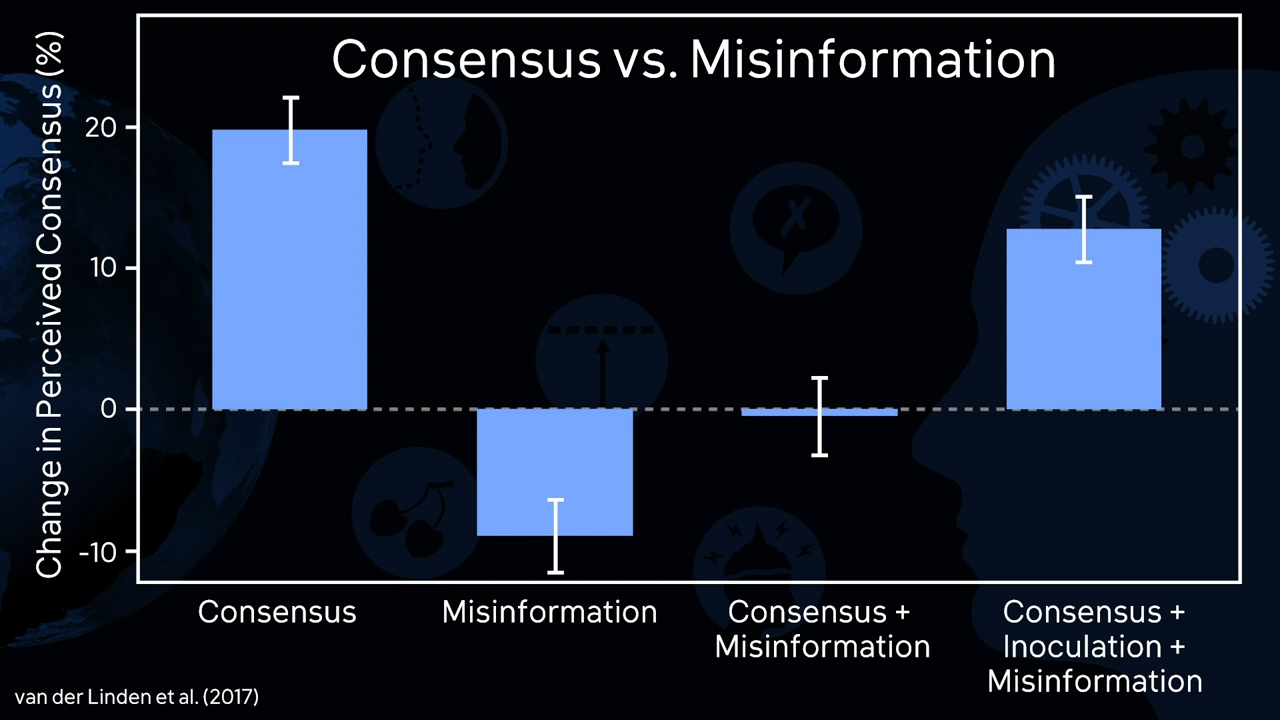 Consensus vs. Misinformation
Change in Perceived Consensus (%)
20
10
0
-10
Consensus
Misinformation
Consensus +
Misinformation
Consensus +
Inoculation +
Misinformation
van der Linden et al. (2017)